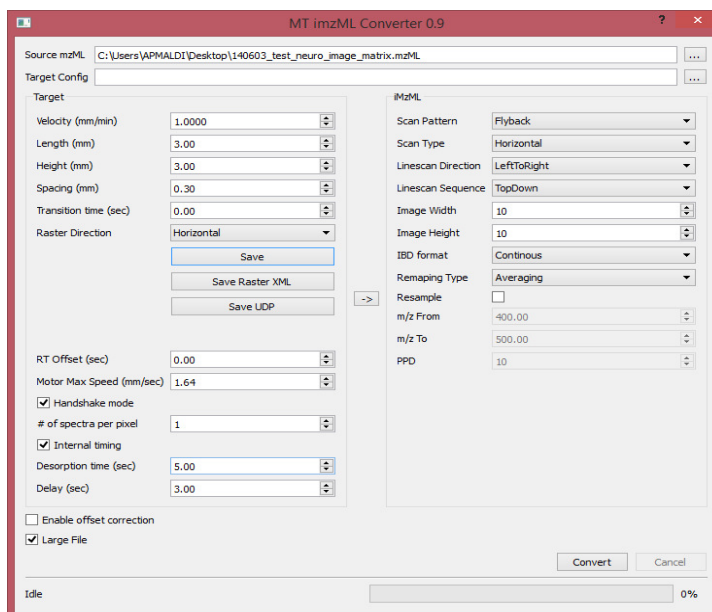 MT imzML Converter 0.9
?
Source mzML C:\Users\APMALDI\Desktop\140603_test_neuro_image_matrix.mzML ...
Target Config ...
Target
Velocity (mm/min) 1.0000
Length (mm) 3.00
Height (mm) 3.00
Spacing (mm) 0.30
Transition time (sec) 0.00
Raster Direction Horizontal
Save
Save Raster XML
Save UDP
RT Offset (sec) 0.00
Motor Max Speed (mm/sec) 1.64
Handshake mode
# of spectra per pixel 1
Internal timing
Desorption time (sec) 5.00
Delay (sec) 3.00
->
iMzML
Scan Pattern Flyback
Scan Type Horizontal
Linescan Direction LeftToRight
Linescan Sequence TopDown
Image Width 10
Image Height 10
IBD format Continous
Remaping Type Averaging
Resample
m/z From 400.00
m/z To 500.00
PPD 10
Enable offset correction
Large File
Convert Cancel
Idle 0%